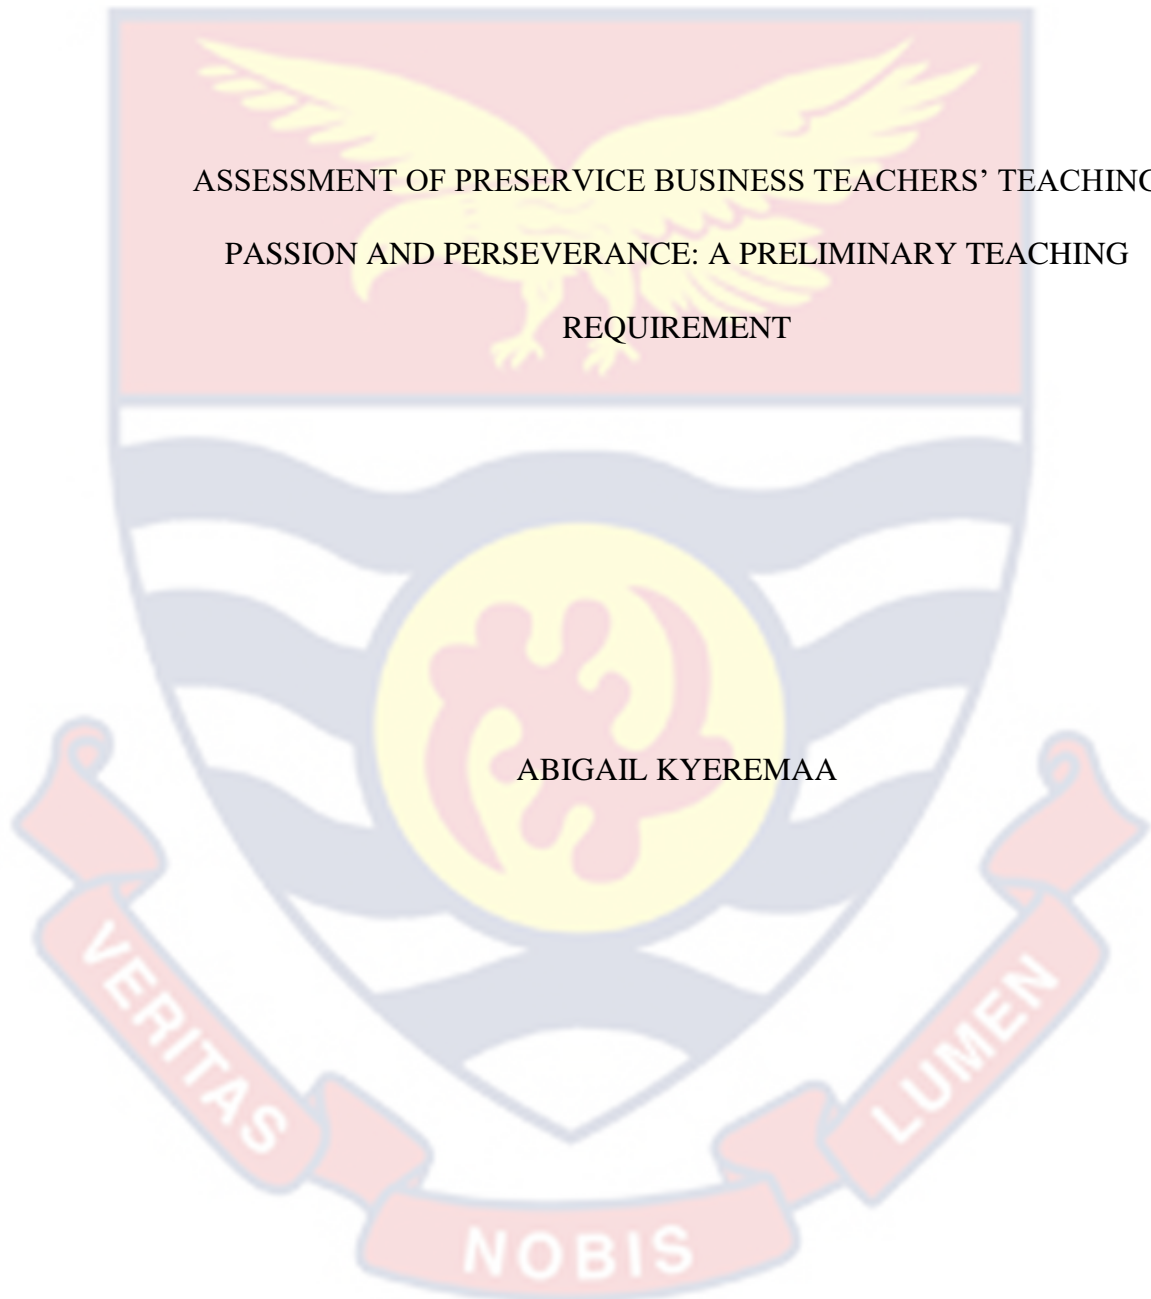 ASSESSMENT OF PRESERVICE BUSINESS TEACHERS’ TEACHING
PASSION AND PERSEVERANCE: A PRELIMINARY TEACHING
REQUIREMENT
ABIGAIL KYEREMAA
VERITAS
NOBIS
LUMEN